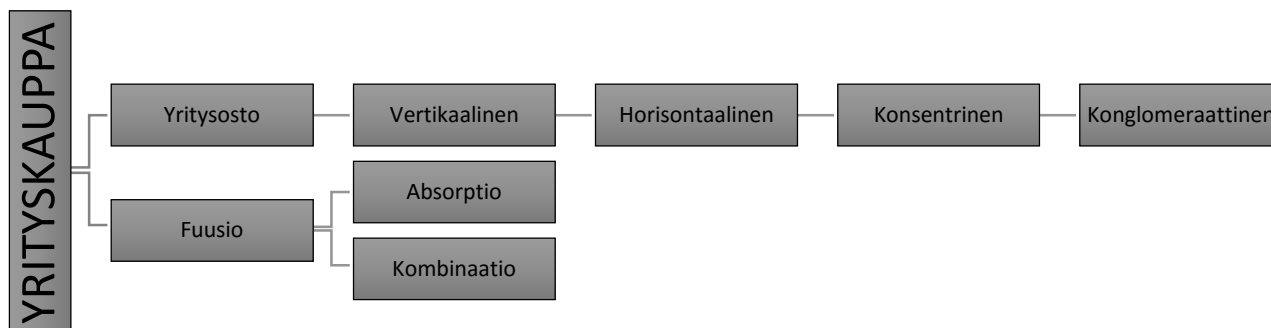 YRITYSKAUPPA
Yritysosto
Vertikaalinen
Horisontaalinen
Konsentrinen
Konglomeraattinen
Fuusio
Absorptio
Kombinaatio